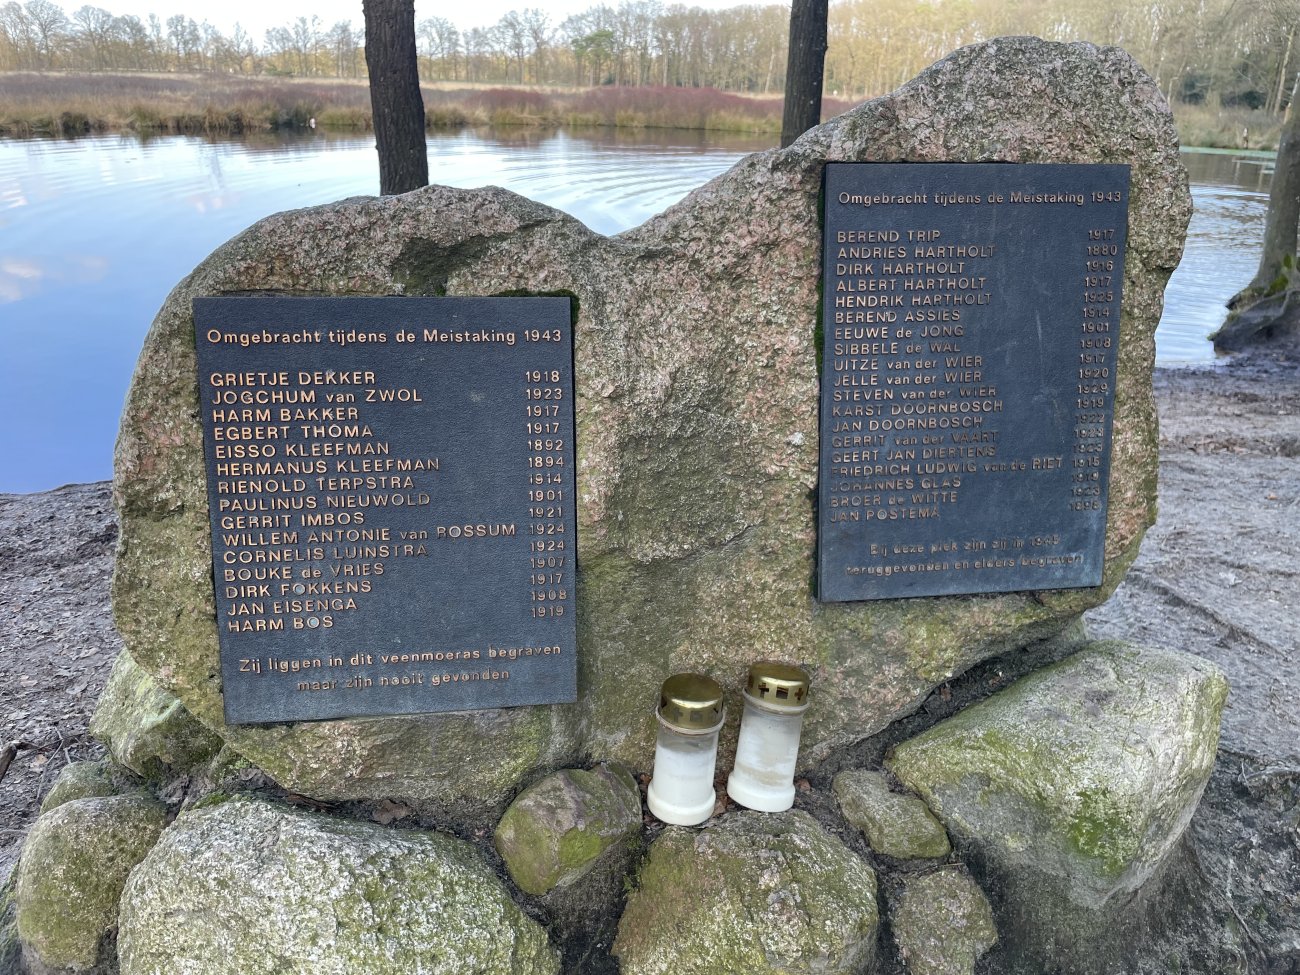 Omgebracht tijdens de Meistaking 1943
GRIETJE DEKKER 1918
JOGCHUM van ZWOL 1923
HARM BAKKER 1917
EGBERT THOMA 1917
EISSO KLEEFMAN 1892
HERMANUS KLEEFMAN 1894
RIENOLD TERPSTRA 1914
PAULINUS NIEUWOLD 1901
GERRIT IMBOS 1921
WILLEM ANTONIE van ROSSUM 1924
CORNELIS LUINSTRA 1924
BOUKE de VRIES 1907
DIRK FOKKENS 1917
JAN EISENGA 1908
HARM BOS 1919
Zij liggen in dit veenmoeras begraven
maar zijn nooit gevonden
Omgebracht tijdens de Meistaking 1943
BEREND TRIP 1917
ANDRIES HARTHOLT 1880
DIRK HARTHOLT 1916
ALBERT HARTHOLT 1917
HENDRIK HARTHOLT 1925
BEREND ASSIES 1914
EEUWE de JONG 1901
SIBBELE de WAL 1908
UITZE van der WIER 1917
JELLE van der WIER 1920
STEVEN van der WIER 1929
KARST DOORNBOSCH 1919
JAN DOORNBOSCH 1922
GERRIT van der VAART
GEERT JAN DIERTENS 1923
FRIEDRICH LUDWIG van de RIET 1915
JOHANNES GLAS
BROER de WITTE 1923
JAN POSTEMA 1898
Bij deze plek zijn zij in 1945
teruggevonden en elders begraven